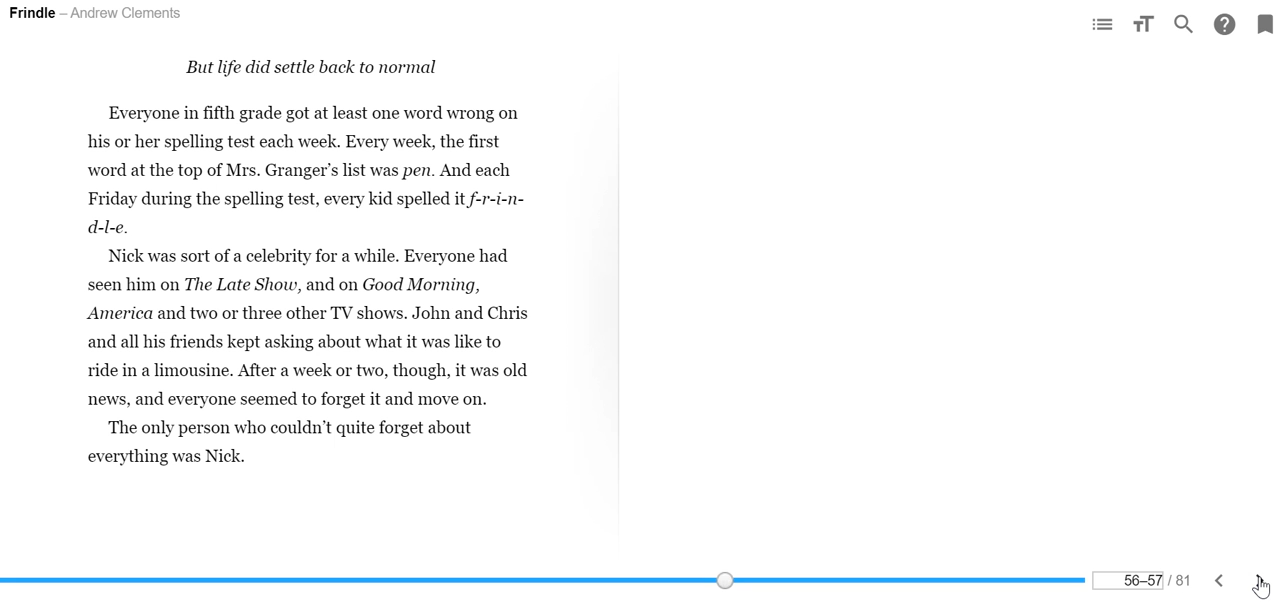 Frindle – Andrew Clements
But life did settle back to normal
Everyone in fifth grade got at least one word wrong on
his or her spelling test each week. Every week, the first
word at the top of Mrs. Granger’s list was pen. And each
Friday during the spelling test, every kid spelled it f-r-i-n-
d-l-e.
Nick was sort of a celebrity for a while. Everyone had
seen him on The Late Show, and on Good Morning,
America and two or three other TV shows. John and Chris
and all his friends kept asking about what it was like to
ride in a limousine. After a week or two, though, it was old
news, and everyone seemed to forget it and move on.
The only person who couldn’t quite forget about
everything was Nick.
56–57 / 81